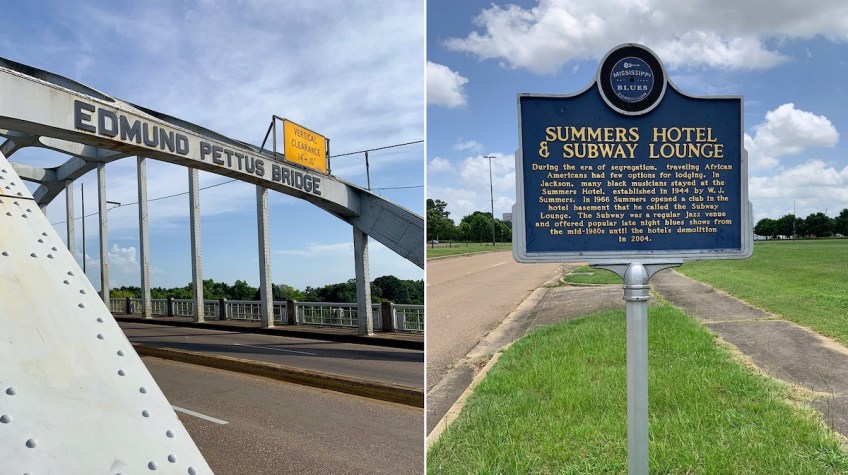 EDMUND PETTUS BRIDGE
VERTICAL
CLEARANCE
MISSISSIPPI
BLUES
COMMISSION
SUMMERS HOTEL
& SUBWAY LOUNGE
During the era of segregation, traveling African
Americans had few options for lodging. In
Jackson, many black musicians stayed at the
Summers Hotel, established in 1944 by W. J.
Summers. In 1966 Summers opened a club in the
hotel basement that he called the Subway
Lounge. The Subway was a regular jazz venue
and offered popular late night blues shows from
the mid-1980s until the hotel's demolition
in 2004.